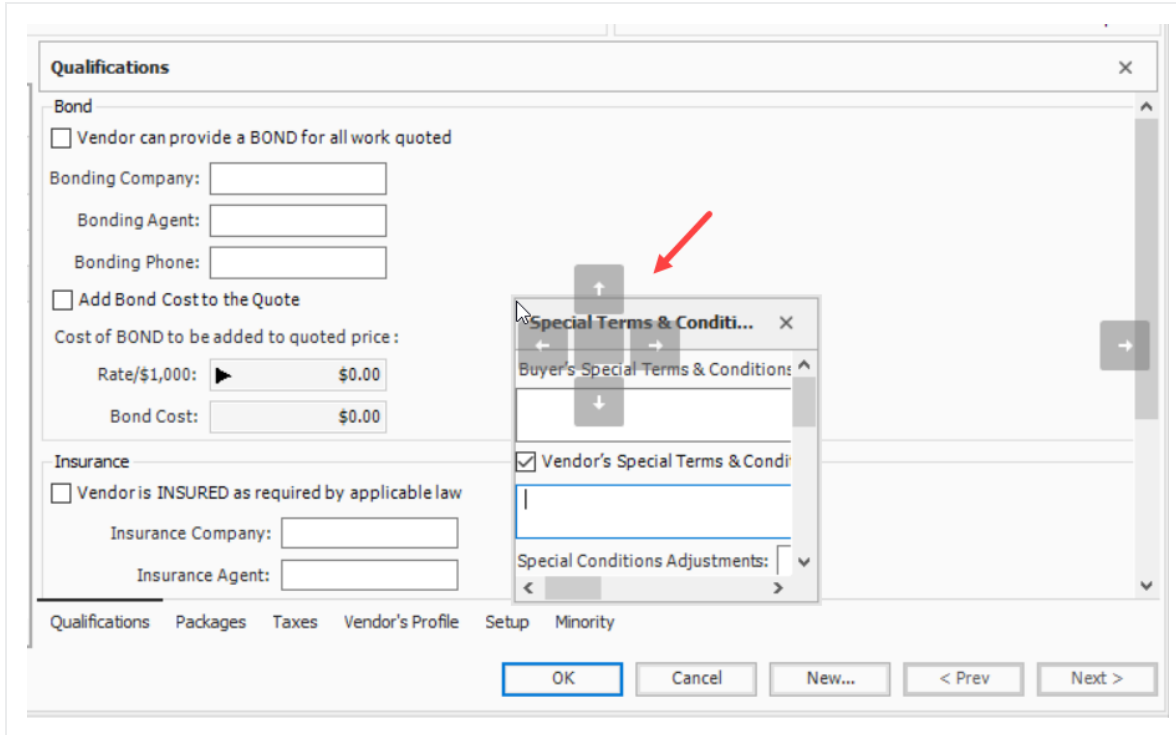 Qualifications
Bond
Vendor can provide a BOND for all work quoted
Bonding Company:
Bonding Agent:
Bonding Phone:
Add Bond Cost to the Quote
Cost of BOND to be added to quoted price :
Rate/$1,000: $0.00
Bond Cost: $0.00
Special Terms & Conditi...
Buyer's Special Terms & Conditions
Vendor's Special Terms & Condi
Special Conditions Adjustments:
Insurance
Vendor is INSURED as required by applicable law
Insurance Company:
Insurance Agent:
Qualifications Packages Taxes Vendor's Profile Setup Minority
OK Cancel New... < Prev Next >